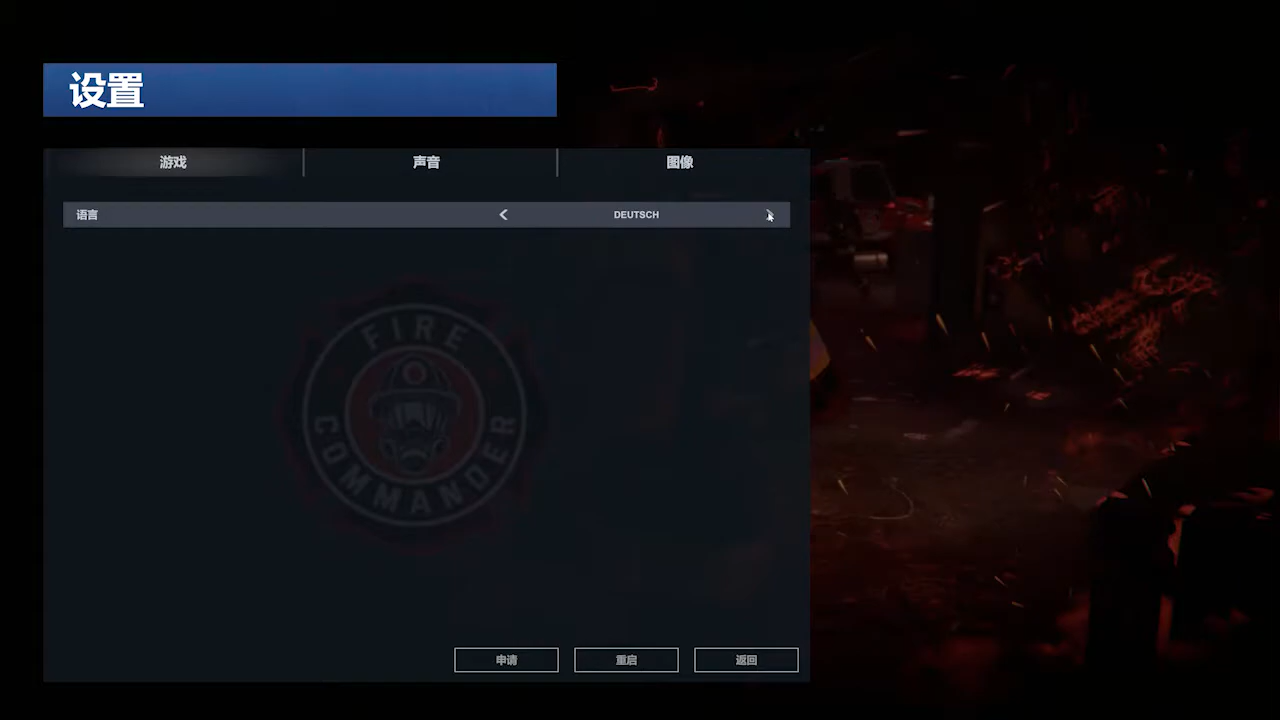 设置
游戏
声音
图像
语言
DEUTSCH
FIRE
COMMANDER
申请
重启
返回